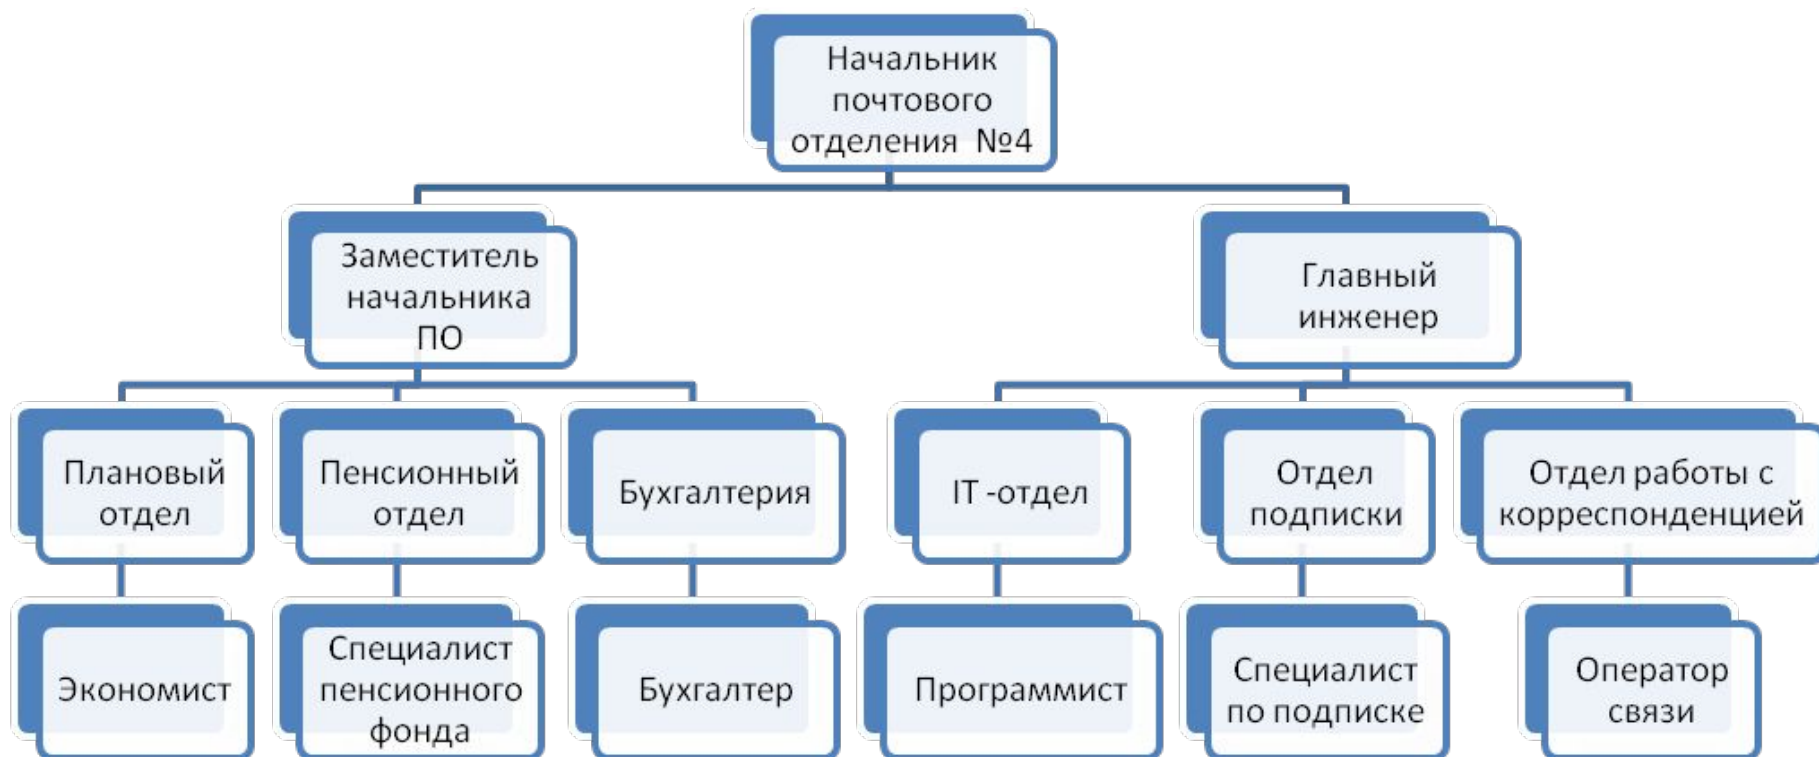 Начальник
почтового
отделения №4
Заместитель
начальника
ПО
Главный
инженер
Плановый
отдел
Пенсионный
отдел
Бухгалтерия
IT -отдел
Отдел
подписки
Отдел работы с
корреспонденцией
Экономист
Специалист
пенсионного
фонда
Бухгалтер
Программист
Специалист
по подписке
Оператор
связи